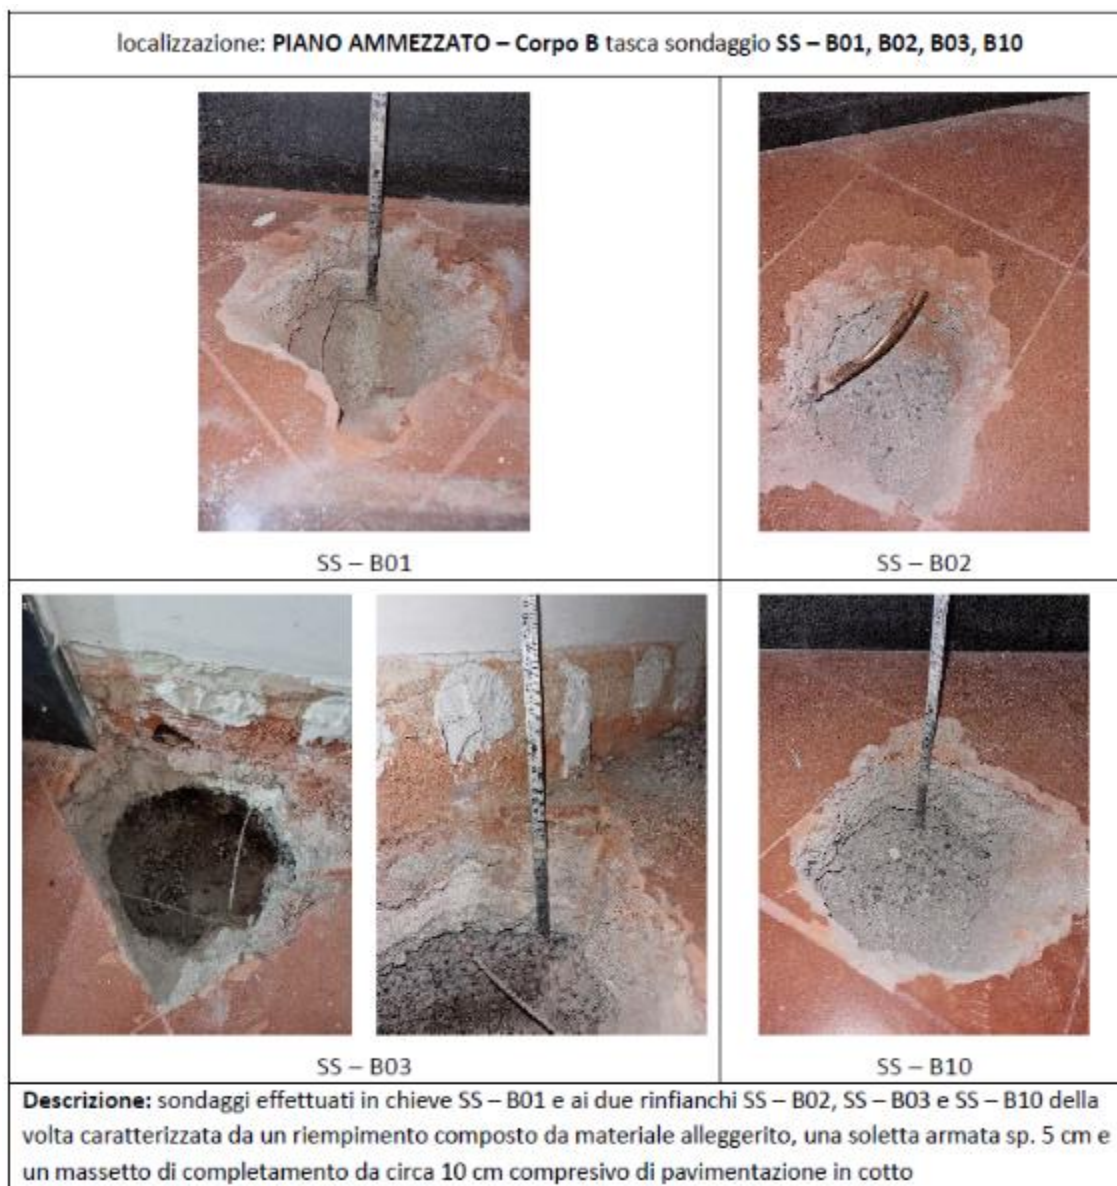 localizzazione: PIANO AMMEZZATO – Corpo B tasca sondaggio SS – B01, B02, B03, B10
SS – B01
SS – B02
SS – B03
SS – B10
Descrizione: sondaggi effettuati in chieve SS – B01 e ai due rinfianchi SS – B02, SS – B03 e SS – B10 della
volta caratterizzata da un riempimento composto da materiale alleggerito, una soletta armata sp. 5 cm e
un massetto di completamento da circa 10 cm compresivo di pavimentazione in cotto